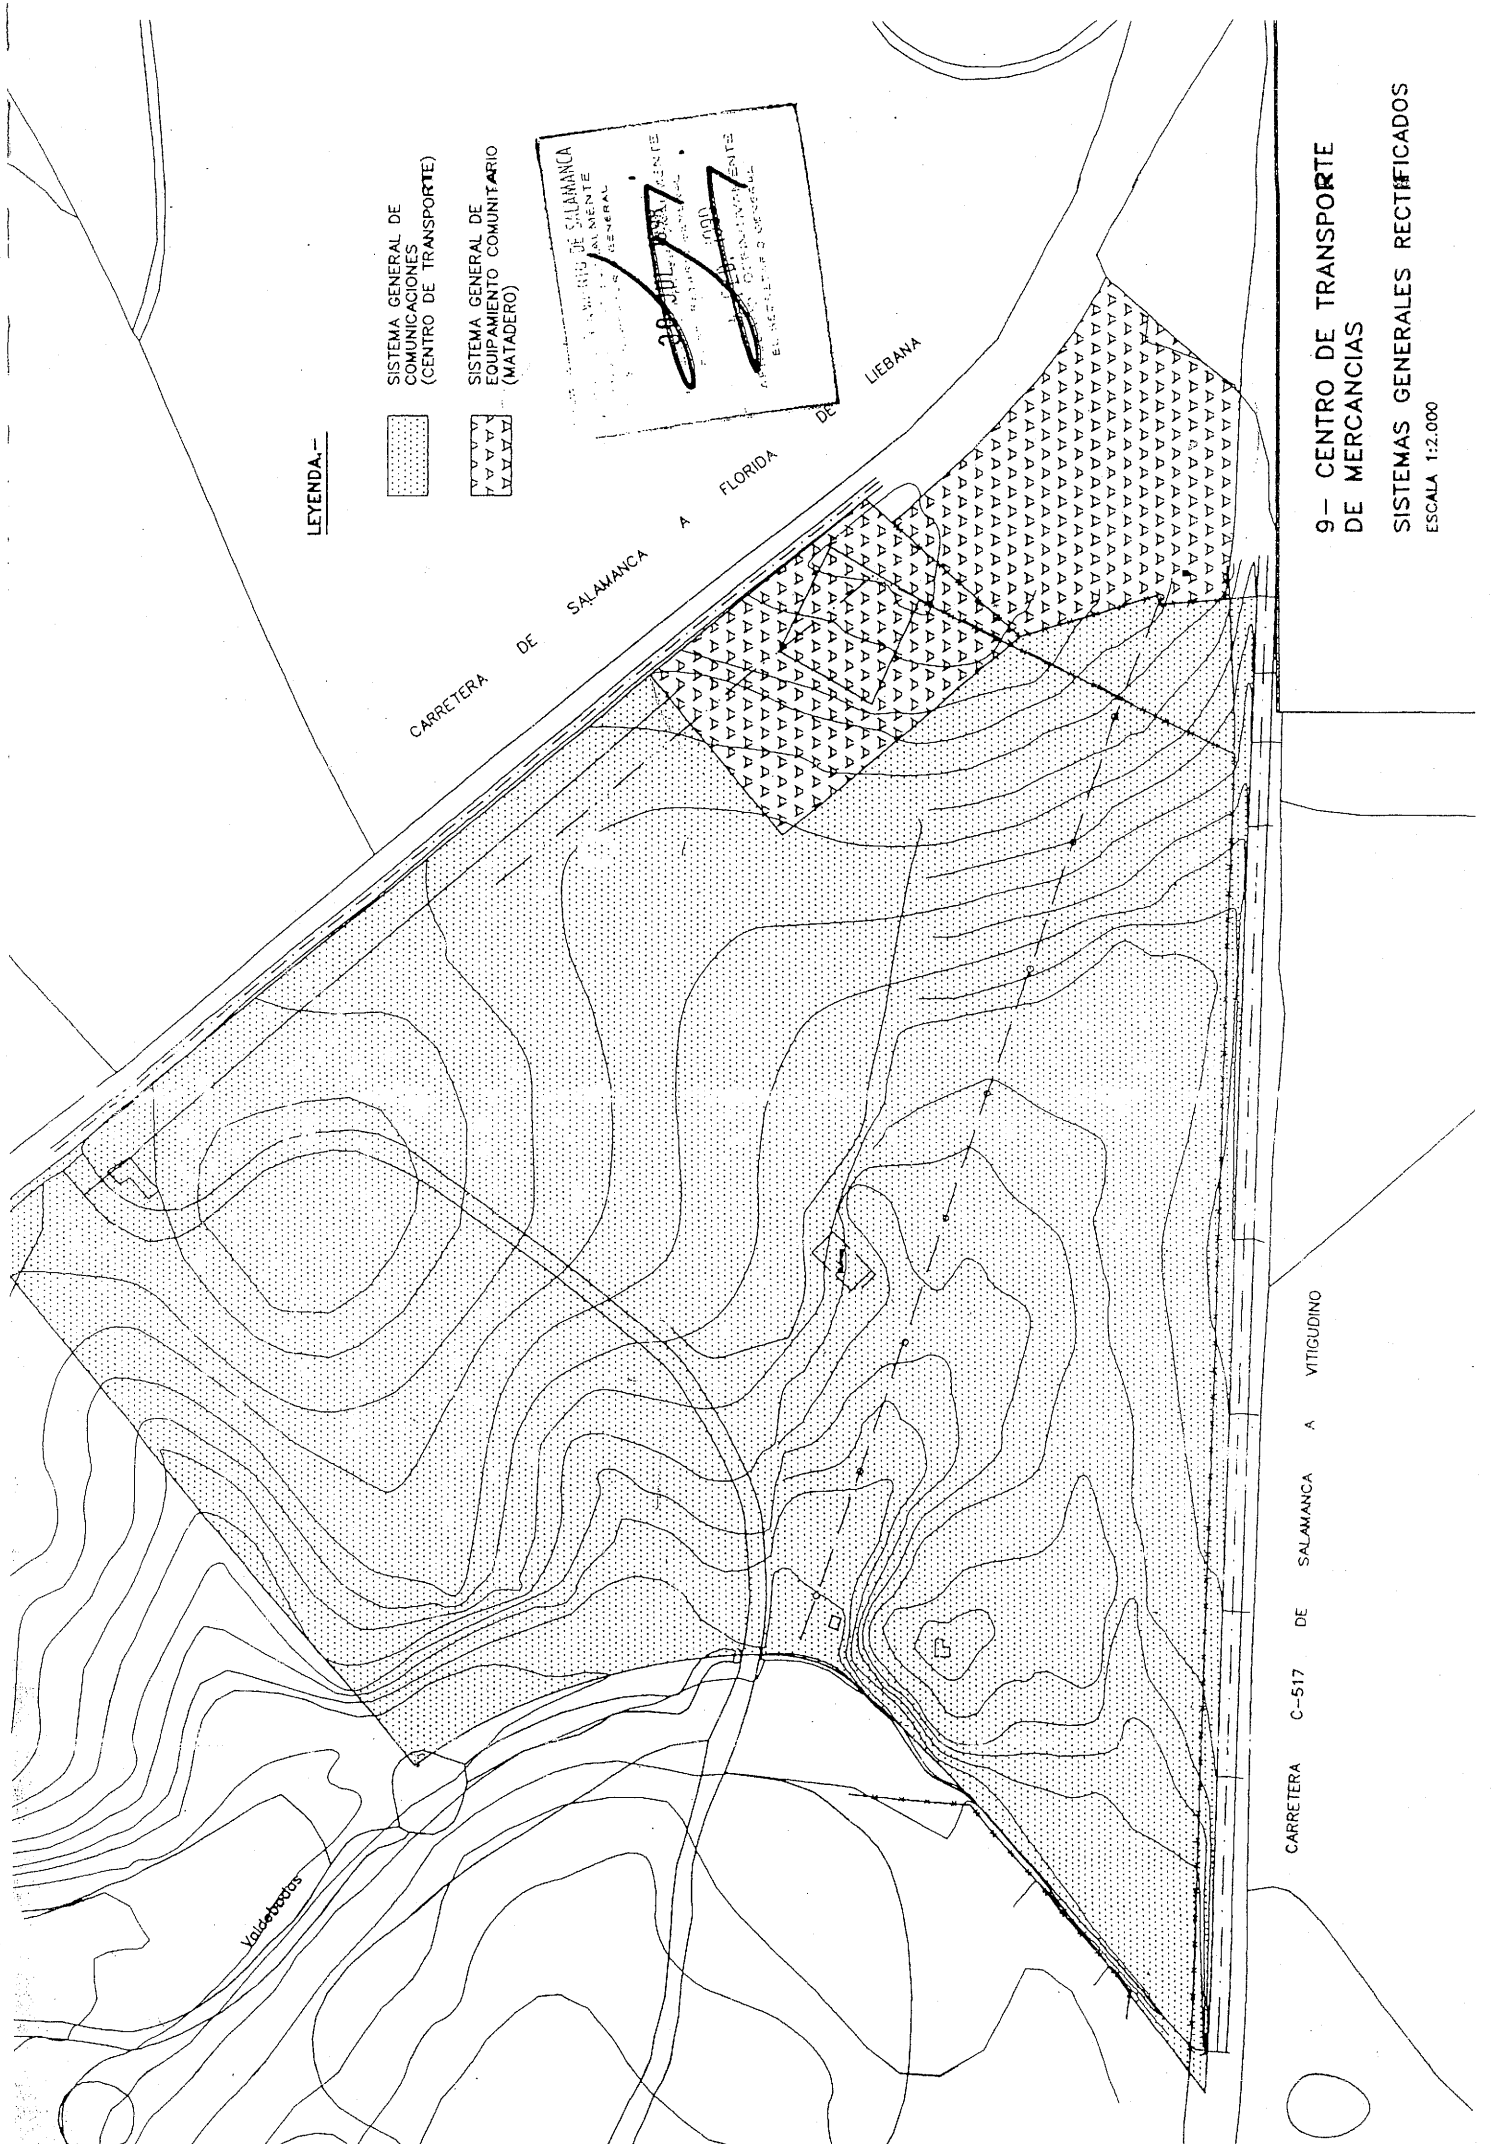 LEYENDA.-
SISTEMA GENERAL DE
COMUNICACIONES
(CENTRO DE TRANSPORTE)
SISTEMA GENERAL DE
EQUIPAMIENTO COMUNITARIO
(MATADERO)
DE SALAMANCA
CARRETERA DE SALAMANCA A FLORIDA DE LIEBANA
Valdebodas
CARRETERA C-517 DE SALAMANCA A VITIGUDINO
9- CENTRO DE TRANSPORTE
DE MERCANCIAS
SISTEMAS GENERALES RECTIFICADOS
ESCALA 1:2.000